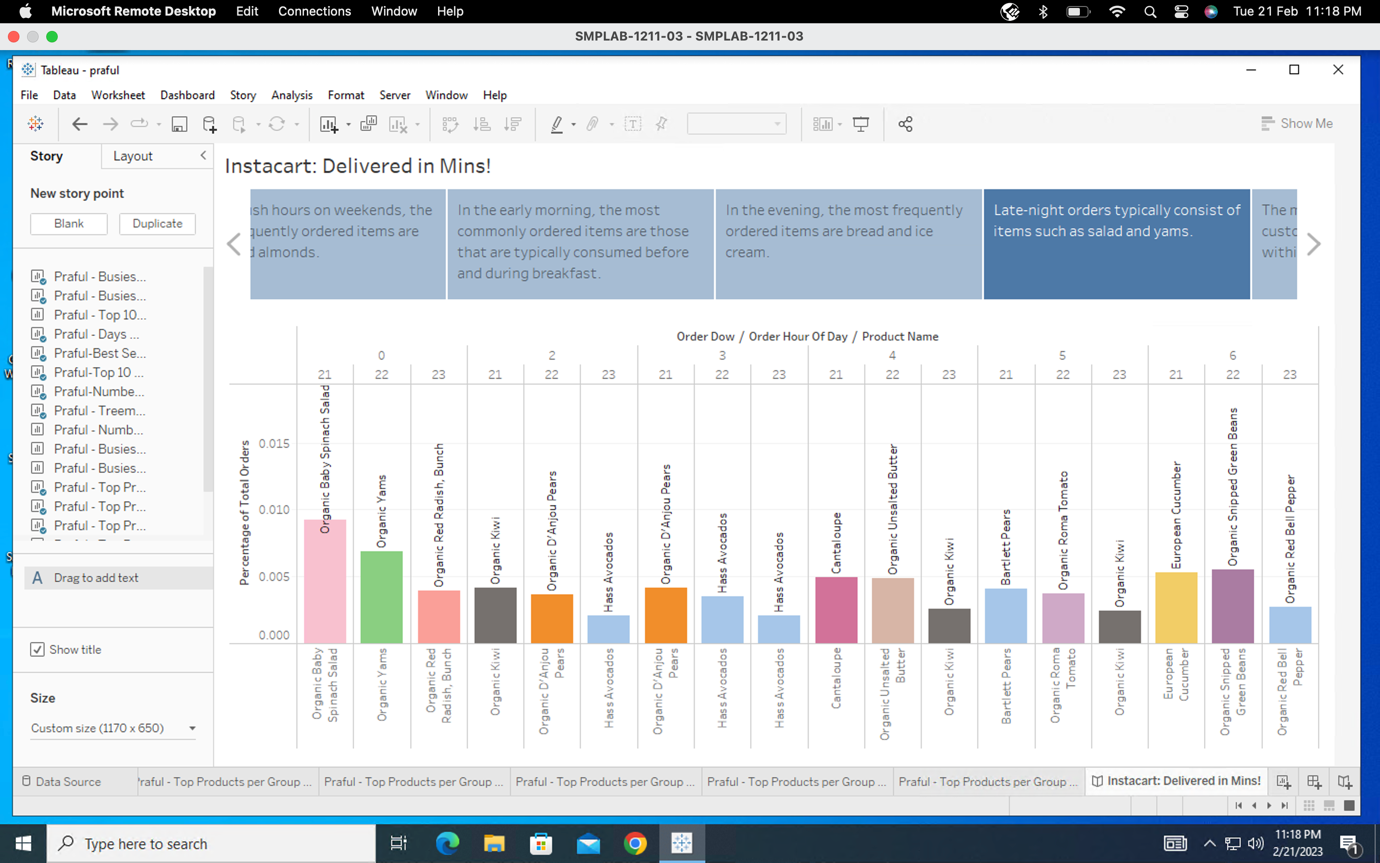 Microsoft Remote Desktop Edit Connections Window Help Tue 21 Feb 11:18 PM
SMPLAB-1211-03 - SMPLAB-1211-03
Tableau - praful
File Data Worksheet Dashboard Story Analysis Format Server Window Help
Show Me
Story Layout
New story point
Blank Duplicate
Praful - Busies...
Praful - Busies...
Praful - Top 10...
Praful - Days ...
Praful-Best Se...
Praful-Top 10 ...
Praful-Numbe...
Praful - Treem...
Praful - Numb...
Praful - Busies...
Praful - Busies...
Praful - Top Pr...
Praful - Top Pr...
Praful - Top Pr...
A Drag to add text
Show title
Size
Custom size (1170 x 650)
Instacart: Delivered in Mins!
hours on weekends, the
ordered items are
almonds.
In the early morning, the most
commonly ordered items are those
that are typically consumed before
and during breakfast.
In the evening, the most frequently
ordered items are bread and ice
cream.
Late-night orders typically consist of
items such as salad and yams.
The
Order Dow / Order Hour Of Day / Product Name
0 2 3 4 5 6
21 22 23 21 22 23 21 22 23 21 22 23 21 22 23 21 22 23
Percentage of Total Orders
0.015
0.010
0.005
0.000
Organic Baby Spinach Salad
Organic Yams
Organic Red Radish, Bunch
Organic Kiwi
Organic D'Anjou Pears
Hass Avocados
Organic D'Anjou Pears
Hass Avocados
Hass Avocados
Cantaloupe
Organic Unsalted Butter
Organic Kiwi
Bartlett Pears
Organic Roma Tomato
Organic Kiwi
European Cucumber
Organic Snipped Green Beans
Organic Red Bell Pepper
Organic Baby
Spinach Salad
Organic Yams
Organic Red
Radish, Bunch
Organic Kiwi
Organic D'Anjou
Pears
Hass Avocados
Organic D'Anjou
Pears
Hass Avocados
Hass Avocados
Cantaloupe
Organic Unsalted
Butter
Organic Kiwi
Bartlett Pears
Organic Roma
Tomato
Organic Kiwi
European
Cucumber
Organic Snipped
Green Beans
Organic Red Bell
Pepper
Data Source Praful - Top Products per Group ... Praful - Top Products per Group ... Praful - Top Products per Group ... Praful - Top Products per Group ... Praful - Top Products per Group ... Instacart: Delivered in Mins!
Type here to search
11:18 PM
2/21/2023
1